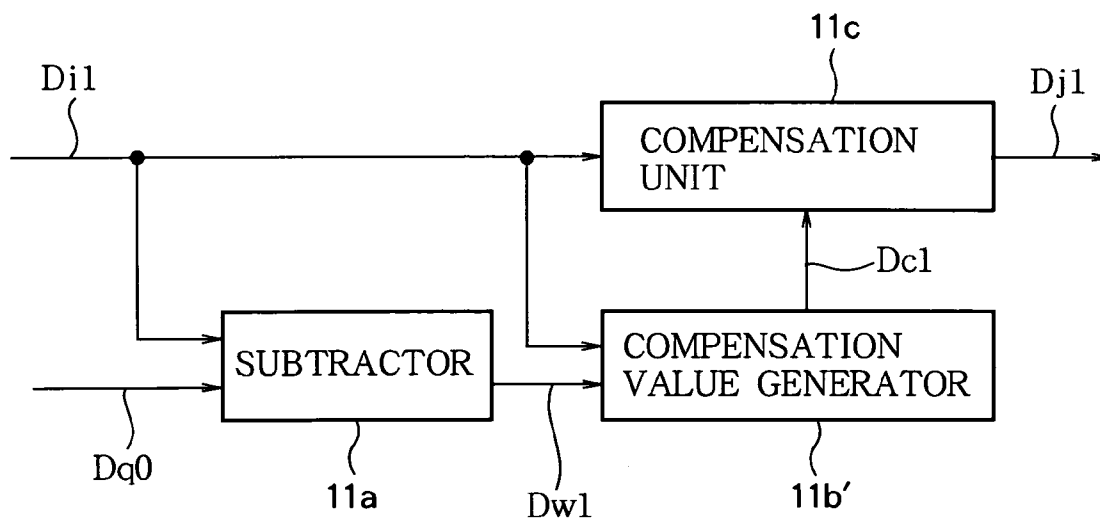 11c
Di1
Dj1
COMPENSATION
UNIT
Dc1
SUBTRACTOR
COMPENSATION
VALUE GENERATOR
Dq0
11a
Dw1
11b′